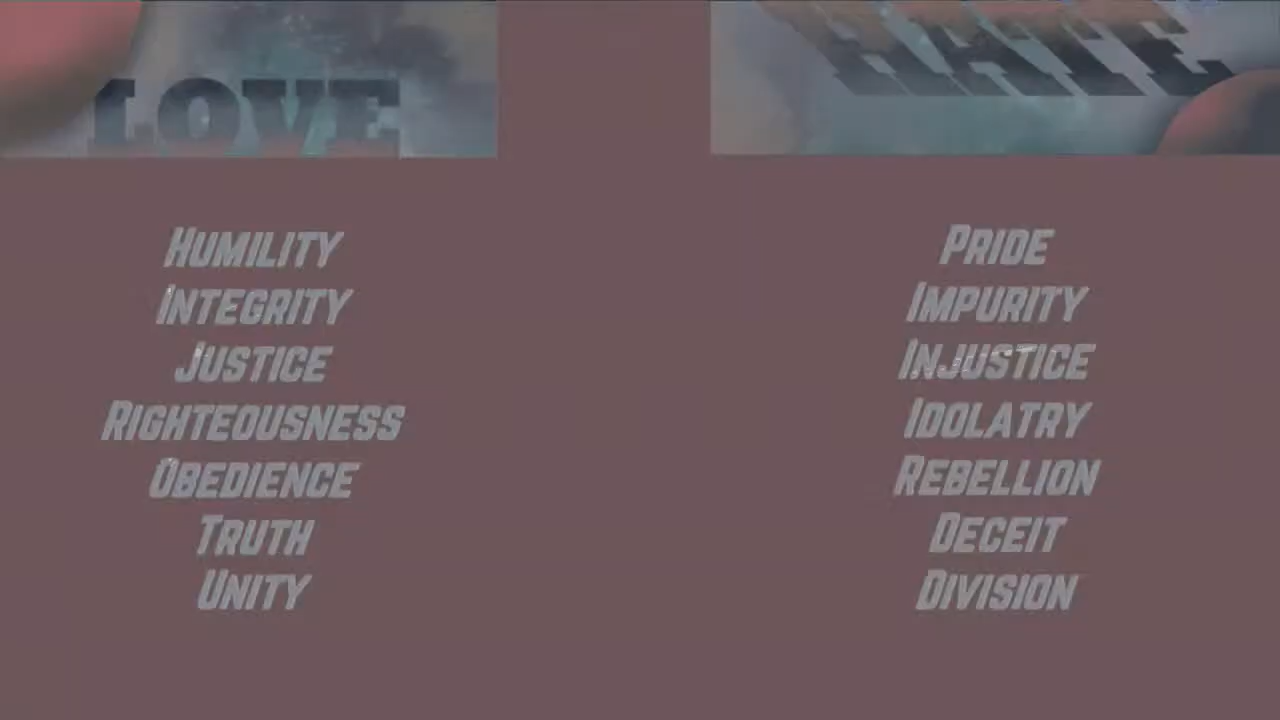 LOVE
HATE
HUMILITY
INTEGRITY
JUSTICE
RIGHTEOUSNESS
OBEDIENCE
TRUTH
UNITY
PRIDE
IMPURITY
INJUSTICE
IDOLATRY
REBELLION
DECEIT
DIVISION